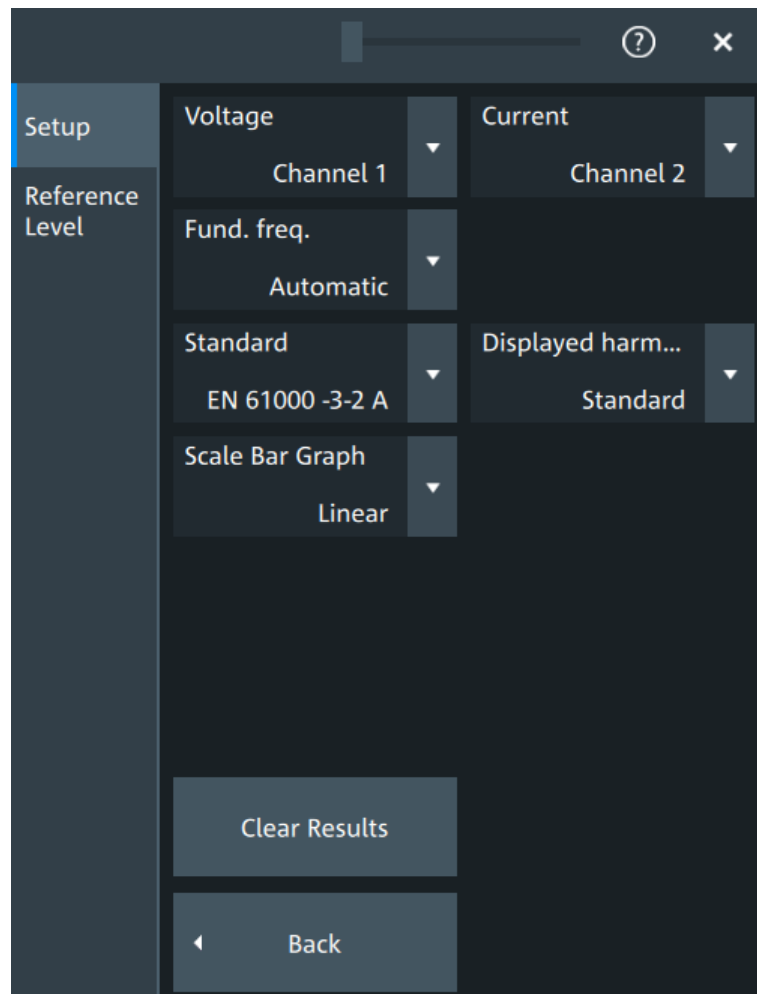 ?
Setup
Reference
Level
Voltage
Channel 1
Current
Channel 2
Fund. freq.
Automatic
Standard
EN 61000 -3-2 A
Displayed harm...
Standard
Scale Bar Graph
Linear
Clear Results
Back